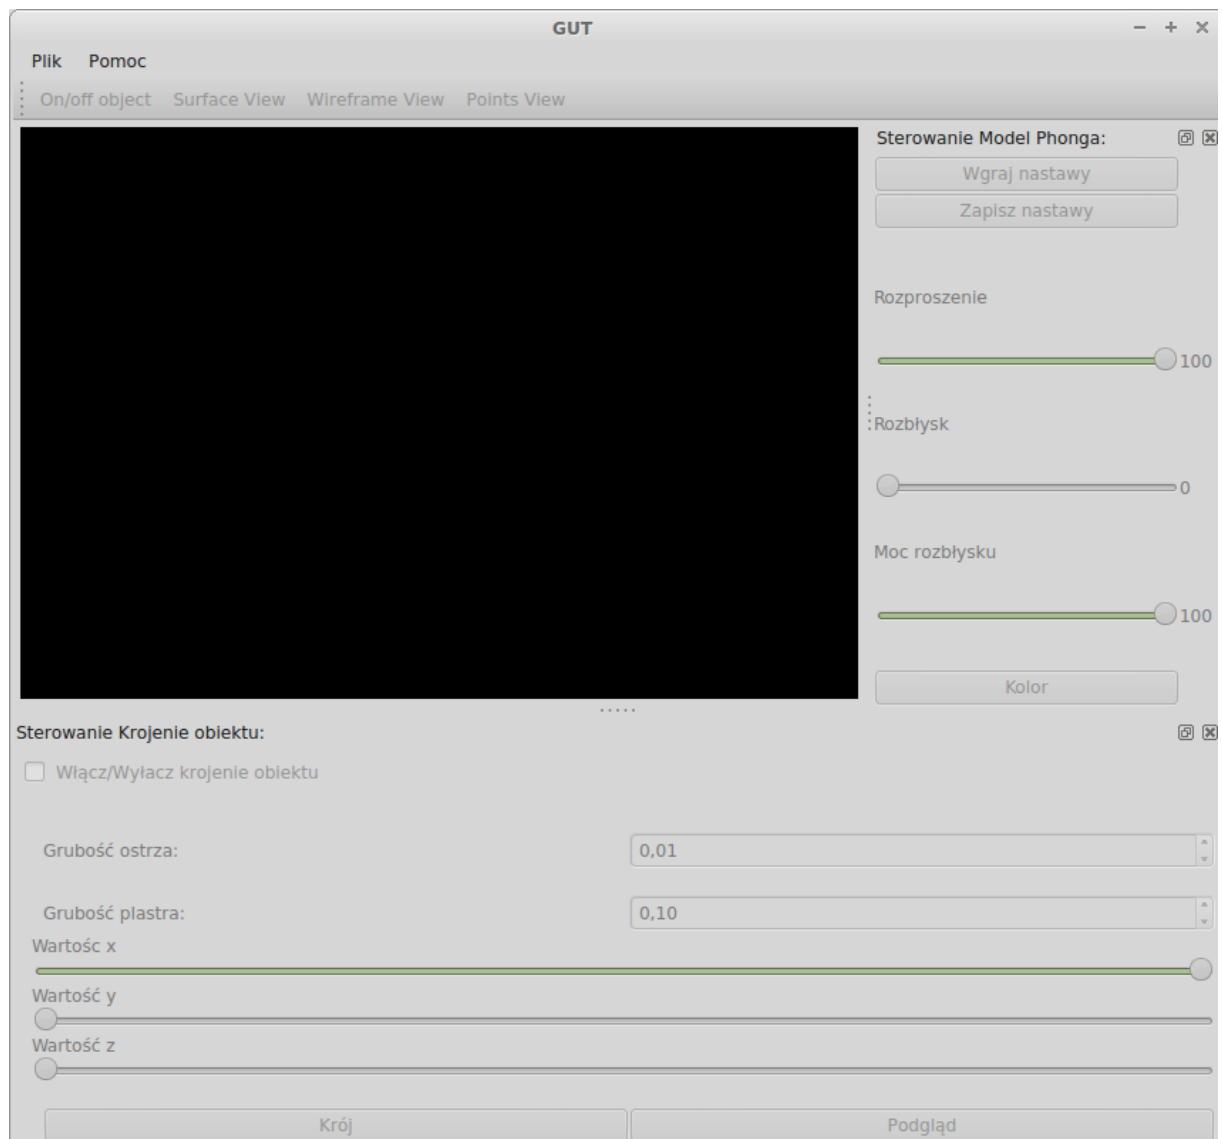 GUT
Plik Pomoc
On/off object Surface View Wireframe View Points View
Sterowanie Model Phonga:
Wgraj nastawy
Zapisz nastawy
Rozproszenie
100
Rozbłysk
0
Moc rozbłysku
100
Kolor
Sterowanie Krojenie obiektu:
Włącz/Wyłacz krojenie obiektu
Grubość ostrza: 0,01
Grubość plastra: 0,10
Wartośc x
Wartość y
Wartość z
Krój Podgląd